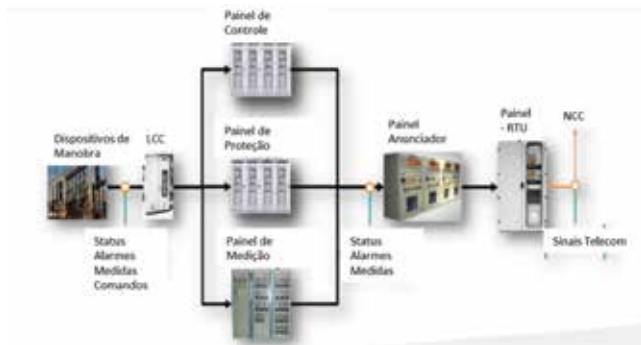 Painel de
Controle
Dispositivos de
Manobra
LCC
Painel de
Proteção
Painel
Anunciador
Painel
- RTU
NCC
Status
Alarmes
Medidas
Comandos
Painel de
Medição
Status
Alarmes
Medidas
Sinais Telecom